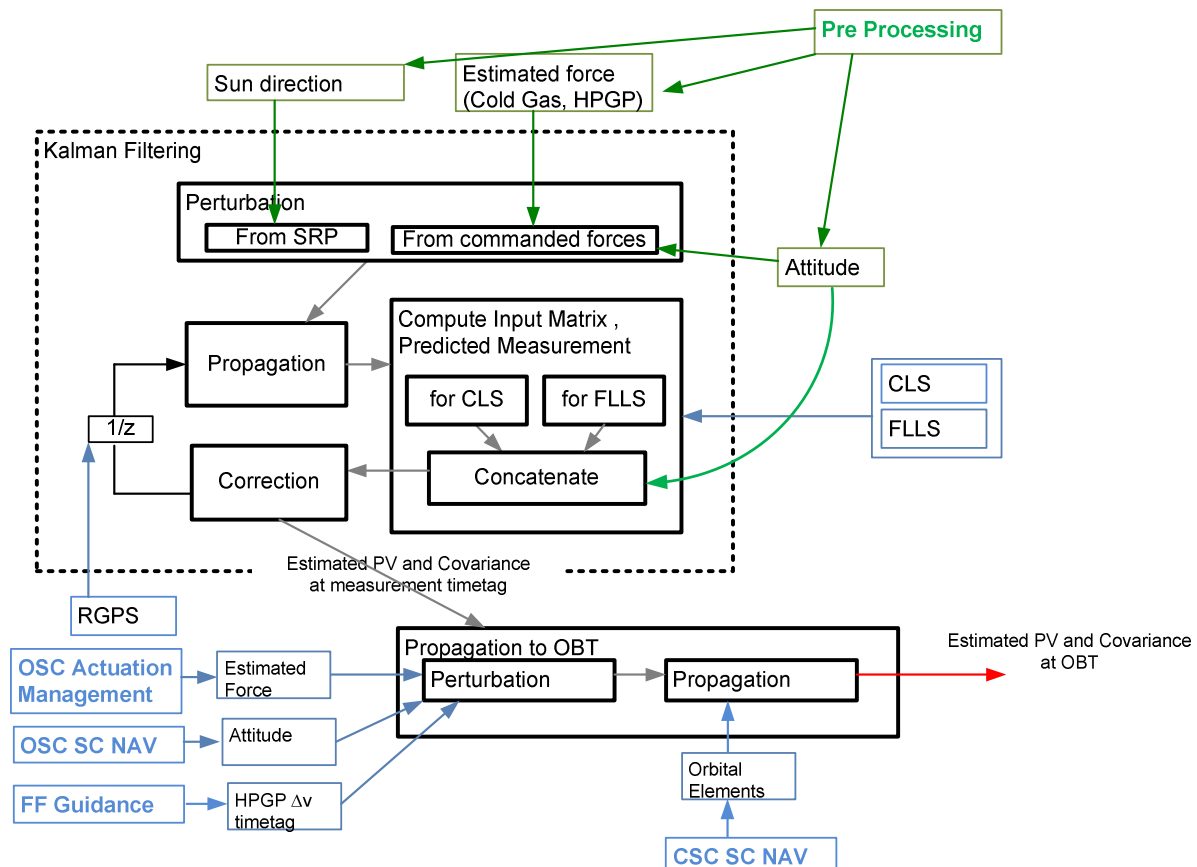 Pre Processing
Sun direction
Estimated force
(Cold Gas, HPGP)
Kalman Filtering
Perturbation
From SRP
From commanded forces
Attitude
Compute Input Matrix ,
Predicted Measurement
Propagation
for CLS
for FLLS
CLS
FLLS
1/z
Correction
Concatenate
Estimated PV and Covariance
at measurement timetag
RGPS
Propagation to OBT
Estimated PV and Covariance
at OBT
OSC Actuation
Management
Estimated
Force
Perturbation
Propagation
OSC SC NAV
Attitude
Orbital
Elements
FF Guidance
HPGP Δv
timetag
CSC SC NAV